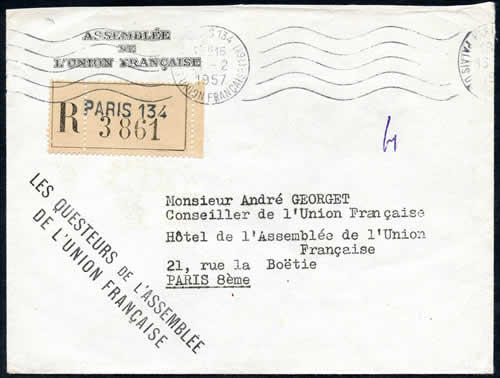 ASSEMBLÉE
DE
L'UNION FRANÇAISE
PARIS 134
16
-2
1957
UNION FRANÇAISE
R PARIS 134
3861
LES QUESTEURS DE L'ASSEMBLÉE
DE L'UNION FRANÇAISE
Monsieur André GEORGET
Conseiller de l'Union Française
Hôtel de l'Assemblée de l'Union
Française
21, rue la Boëtie
PARIS 8ème